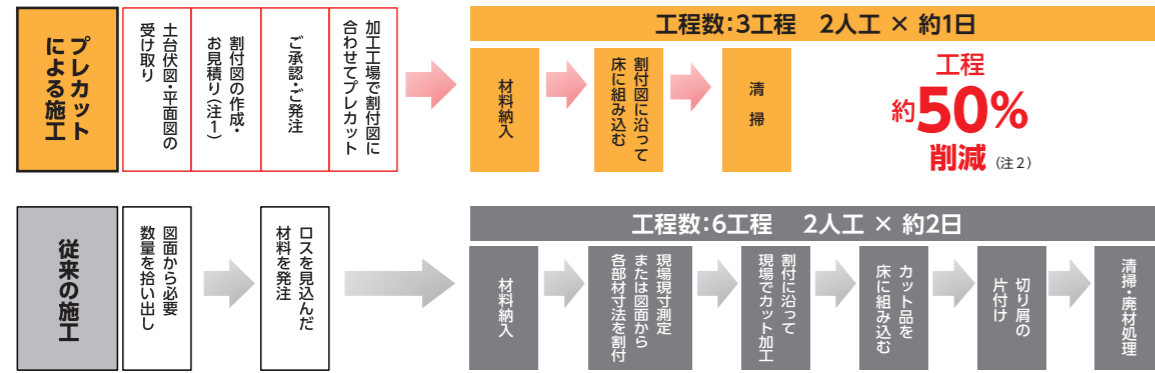 プレカット
による施工
土台伏図・平面図の
受け取り
割付図の作成・
お見積り(注1)
ご承認・ご発注
加工工場で割付図に
合わせてプレカット
工程数:3工程 2人工 × 約1日
材料納入
割付図に沿って
床に組み込む
清掃
工程
約50%
削減 (注2)
従来の施工
図面から必要
数量を拾い出し
ロスを見込んだ
材料を発注
工程数:6工程 2人工 × 約2日
材料納入
現場現寸測定
または図面から
各部材寸法を割付
割付に沿って
現場でカット加工
カット品を
床に組み込む
切り屑の
片付け
清掃・廃材処理